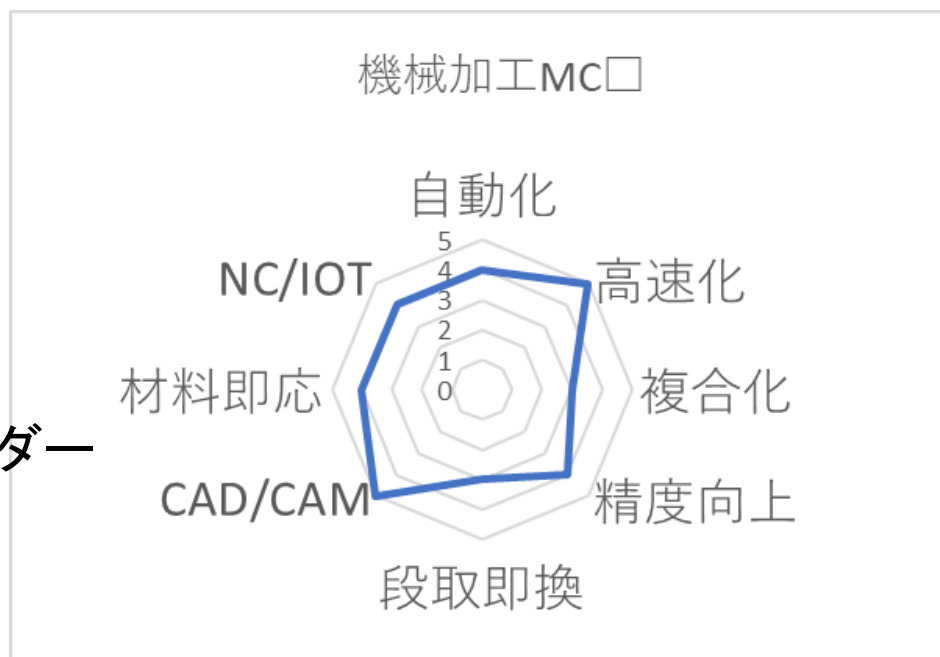 機械加工MC□
自動化
5
4
3
2
1
0
NC/IOT
高速化
材料即応
複合化
ダー
CAD/CAM
精度向上
段取即換